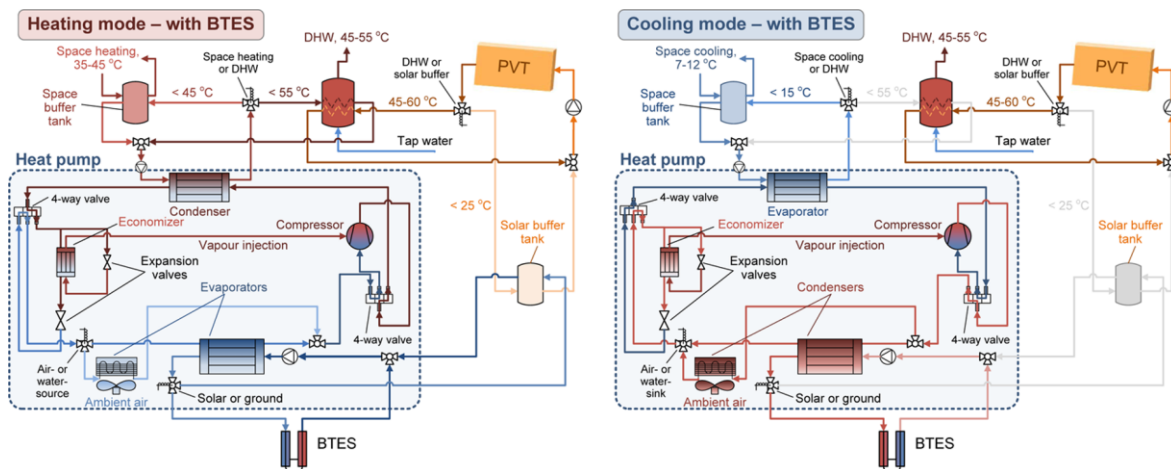 Heating mode – with BTES
Space heating,
35-45 °C
Space
buffer
tank
< 45 °C
Space heating
or DHW
< 55 °C
DHW, 45-55 °C
DHW or
solar buffer
45-60 °C
PVT
Tap water
Heat pump
4-way valve
Condenser
Economizer
Vapour injection
Compressor
Expansion
valves
Evaporators
4-way valve
< 25 °C
Solar buffer
tank
Air- or
water-
source
Ambient air
Solar or ground
BTES
Cooling mode – with BTES
Space cooling,
7-12 °C
Space
buffer
tank
< 15 °C
Space cooling
or DHW
< 55 °C
DHW, 45-55 °C
DHW or
solar buffer
45-60 °C
PVT
Tap water
Heat pump
4-way valve
Evaporator
Economizer
Vapour injection
Compressor
Expansion
valves
Condensers
4-way valve
< 25 °C
Solar buffer
tank
Air- or
water-
sink
Ambient air
Solar or ground
BTES